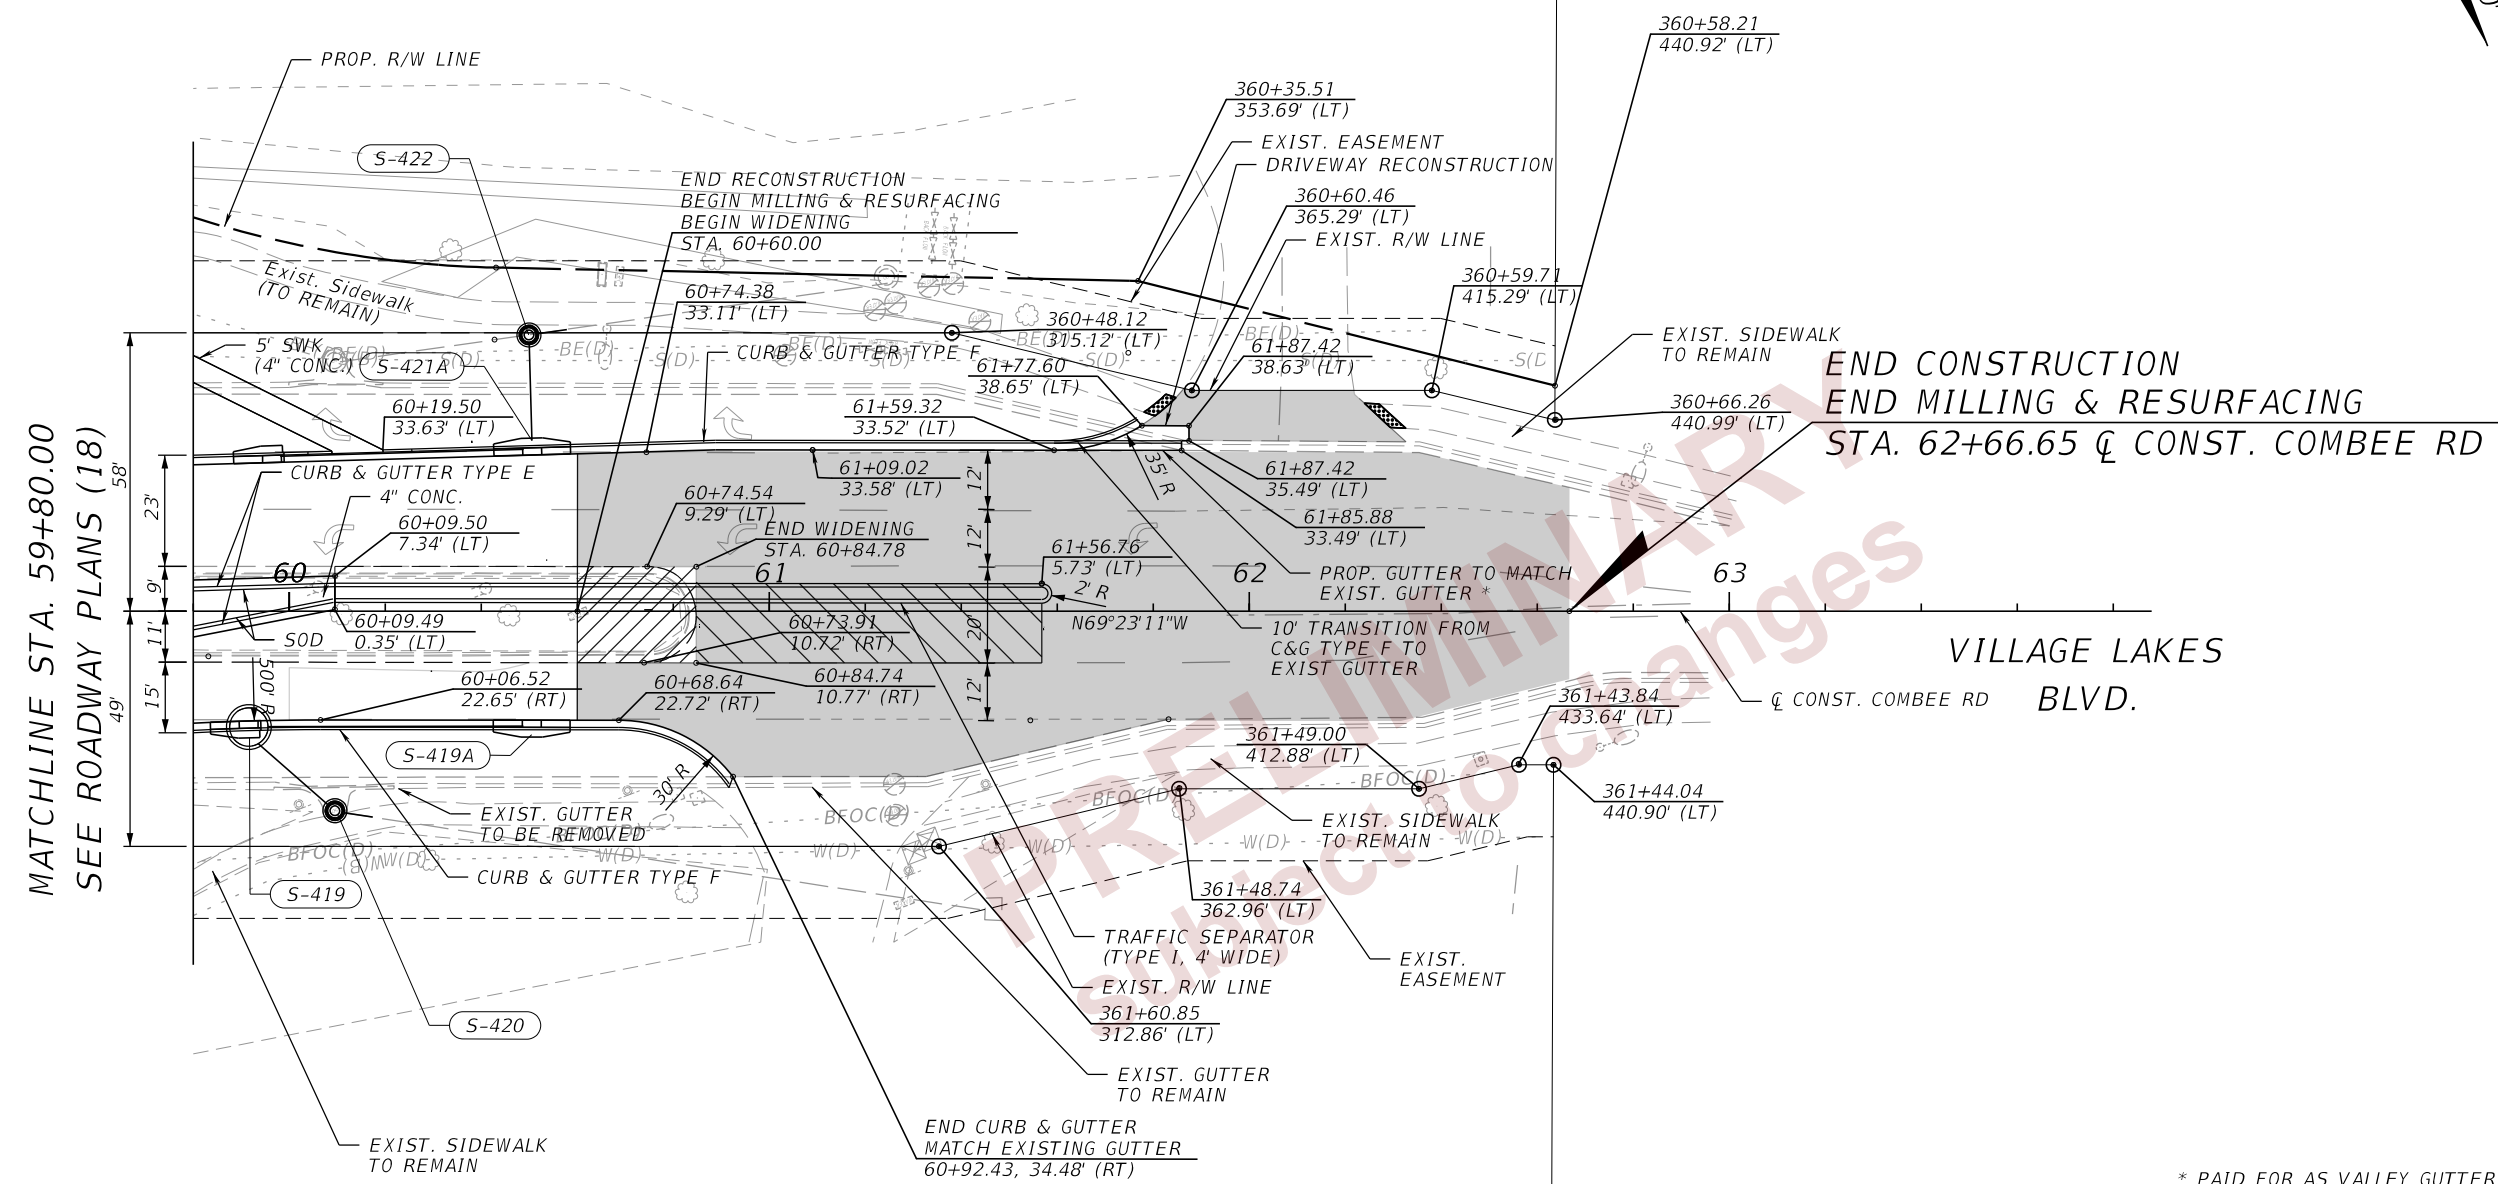 360+58.21
440.92' (LT)
PROP. R/W LINE
360+35.51
353.69' (LT)
EXIST. EASEMENT
DRIVEWAY RECONSTRUCTION
S-422
END RECONSTRUCTION
BEGIN MILLING & RESURFACING
BEGIN WIDENING
STA. 60+60.00
360+60.46
365.29' (LT)
EXIST. R/W LINE
360+59.71
415.29' (LT)
Exist. Sidewalk
(TO REMAIN)
60+74.38
33.11' (LT)
360+48.12
315.12' (LT)
BE(D)
BE(D)
BE(D)
BE(D)
S(D)
S(D)
S(D)
S(D)
S(D)
S(D
5' SWK
(4" CONC.)
S-421A
CURB & GUTTER TYPE F
61+87.42
38.63' (LT)
61+77.60
38.65' (LT)
EXIST. SIDEWALK
TO REMAIN
END CONSTRUCTION
END MILLING & RESURFACING
STA. 62+66.65 ℄ CONST. COMBEE RD
360+66.26
440.99' (LT)
60+19.50
33.63' (LT)
61+59.32
33.52' (LT)
MATCHLINE STA. 59+80.00
SEE ROADWAY PLANS (18)
58'
23'
9'
11'
15'
49'
CURB & GUTTER TYPE E
4" CONC.
61+09.02
33.58' (LT)
12'
35' R
61+87.42
35.49' (LT)
60+74.54
9.29' (LT)
60+09.50
7.34' (LT)
END WIDENING
STA. 60+84.78
12'
61+85.88
33.49' (LT)
61+56.76
5.73' (LT)
60
61
62
63
2' R
PROP. GUTTER TO MATCH
EXIST. GUTTER *
60+09.49
0.35' (LT)
SOD
60+73.91
10.72' (RT)
20'
N69°23'11"W
10' TRANSITION FROM
C&G TYPE F TO
EXIST GUTTER
VILLAGE LAKES
BLVD.
500' R
60+06.52
22.65' (RT)
60+68.64
22.72' (RT)
60+84.74
10.77' (RT)
12'
361+43.84
433.64' (LT)
℄ CONST. COMBEE RD
S-419A
361+49.00
412.88' (LT)
30' R
BFOC(D)
BFOC(D)
BFOC(D)
BFOC(D)
361+44.04
440.90' (LT)
EXIST. GUTTER
TO BE REMOVED
EXIST. SIDEWALK
TO REMAIN
W(D)
W(D)
W(D)
W(D)
W(D)
W(D)
CURB & GUTTER TYPE F
S-419
361+48.74
362.96' (LT)
TRAFFIC SEPARATOR
(TYPE I, 4' WIDE)
EXIST.
EASEMENT
EXIST. R/W LINE
361+60.85
312.86' (LT)
S-420
EXIST. GUTTER
TO REMAIN
END CURB & GUTTER
MATCH EXISTING GUTTER
60+92.43, 34.48' (RT)
EXIST. SIDEWALK
TO REMAIN
* PAID FOR AS VALLEY GUTTER
PRELIMINARY
subject to changes